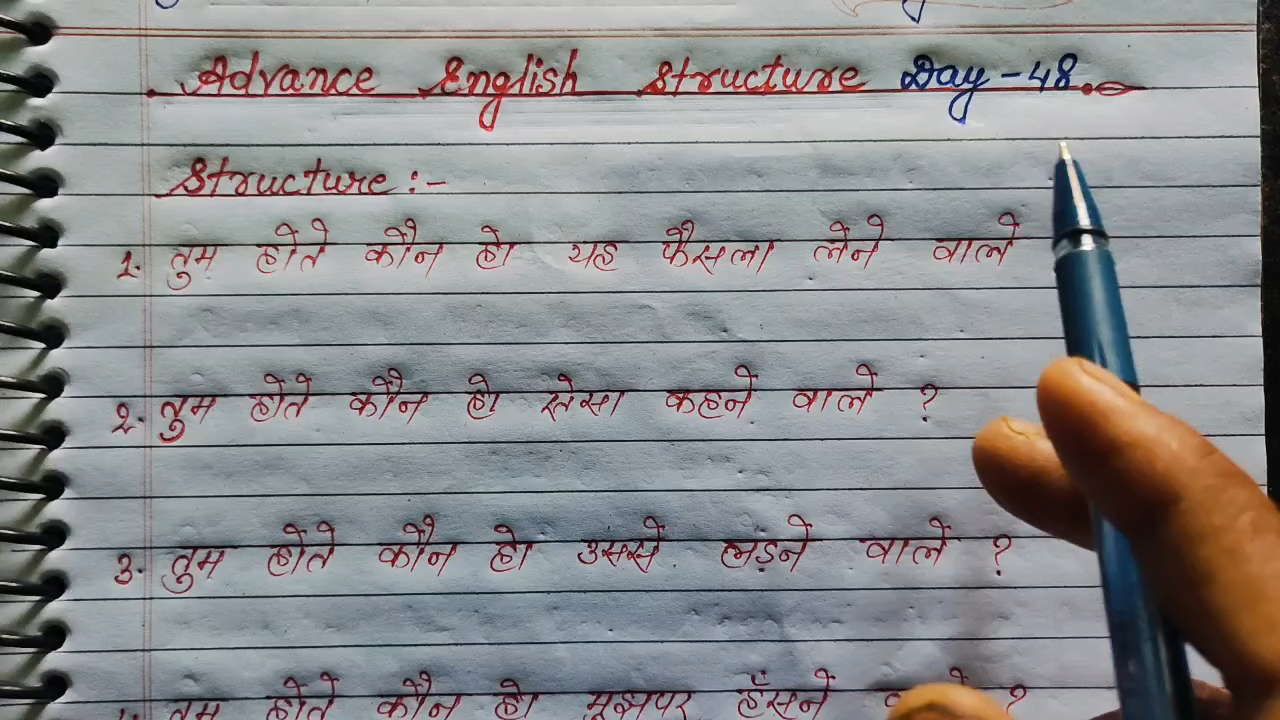 Advance English Structure Day-48.
Structure :-
1. तुम होते कौन हो यह फैसला लेने वाले
2. तुम होते कौन हो ऐसा कहने वाले ?
3. तुम होते कौन हो उससे लड़ने वाले ?
तुम होते कौन हो मुझपर हँसने ?